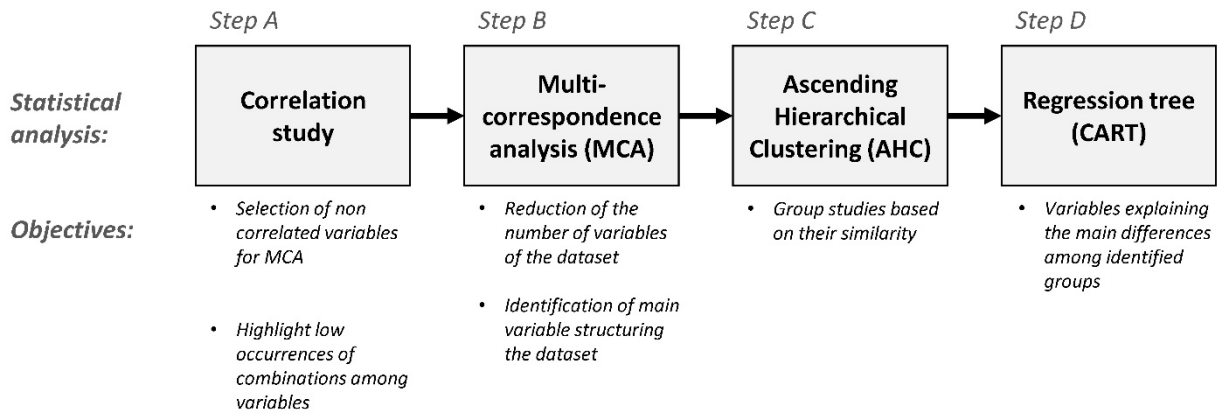 Step A
Step B
Step C
Step D
Statistical
analysis:
Correlation
study
Multi-
correspondence
analysis (MCA)
Ascending
Hierarchical
Clustering (AHC)
Regression tree
(CART)
Objectives:
• Selection of non
correlated variables
for MCA
• Highlight low
occurrences of
combinations among
variables
• Reduction of the
number of variables
of the dataset
• Identification of main
variable structuring
the dataset
• Group studies based
on their similarity
• Variables explaining
the main differences
among identified
groups